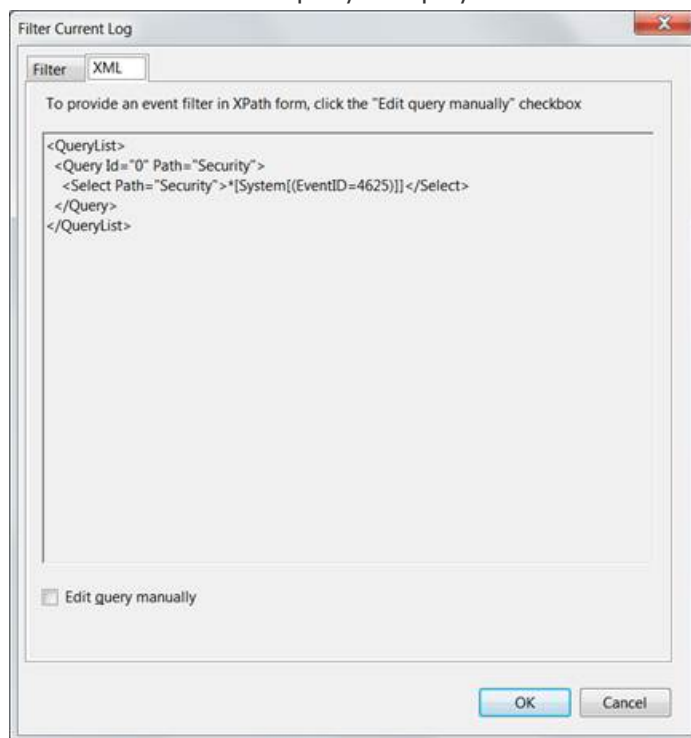 Filter Current Log
Filter XML
To provide an event filter in XPath form, click the "Edit query manually" checkbox
<QueryList>
<Query Id="0" Path="Security">
<Select Path="Security">*[System[(EventID=4625)]]</Select>
</Query>
</QueryList>
Edit query manually
OK Cancel